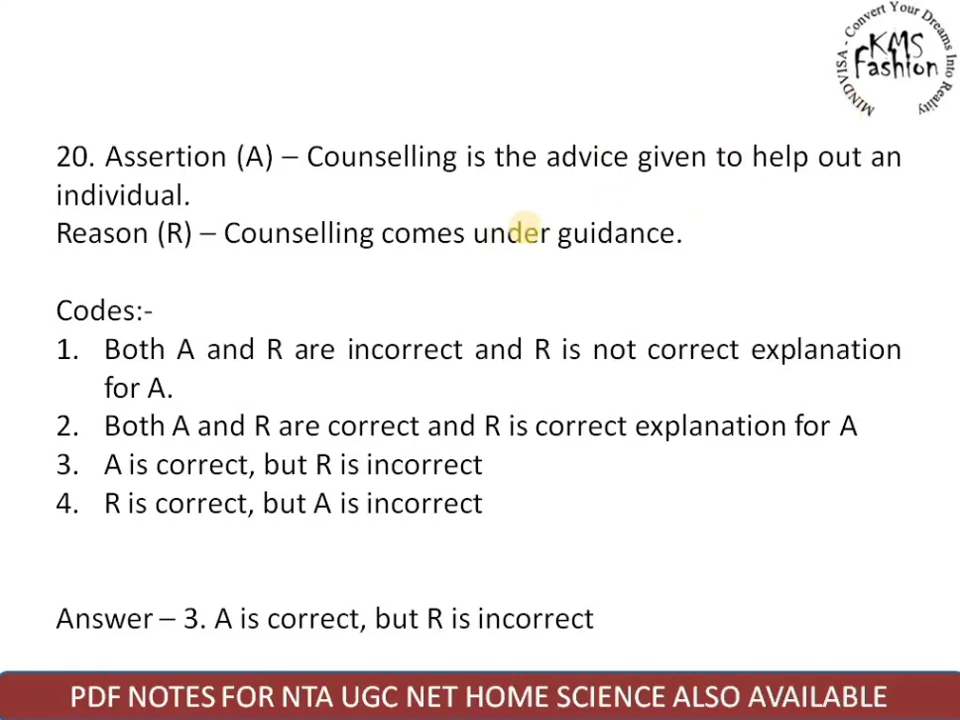 MINDVISA - Convert Your Dreams Into Reality
KMS
Fashion
20. Assertion (A) – Counselling is the advice given to help out an
individual.
Reason (R) – Counselling comes under guidance.
Codes:-
1. Both A and R are incorrect and R is not correct explanation
for A.
2. Both A and R are correct and R is correct explanation for A
3. A is correct, but R is incorrect
4. R is correct, but A is incorrect
Answer – 3. A is correct, but R is incorrect
PDF NOTES FOR NTA UGC NET HOME SCIENCE ALSO AVAILABLE